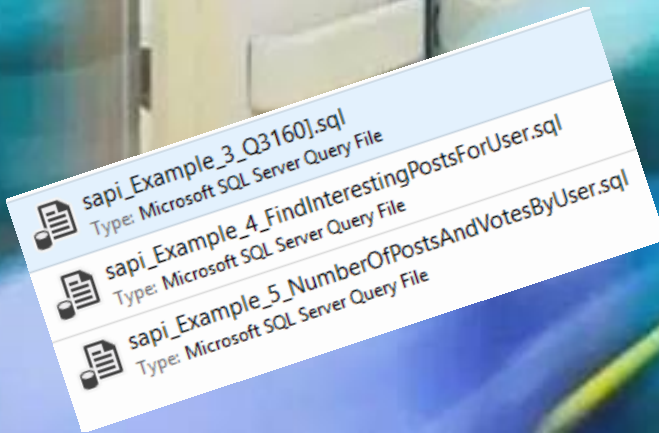 sapi_Example_3_Q3160].sql
Type: Microsoft SQL Server Query File
sapi_Example_4_FindInterestingPostsForUser.sql
Type: Microsoft SQL Server Query File
sapi_Example_5_NumberOfPostsAndVotesByUser.sql
Type: Microsoft SQL Server Query File